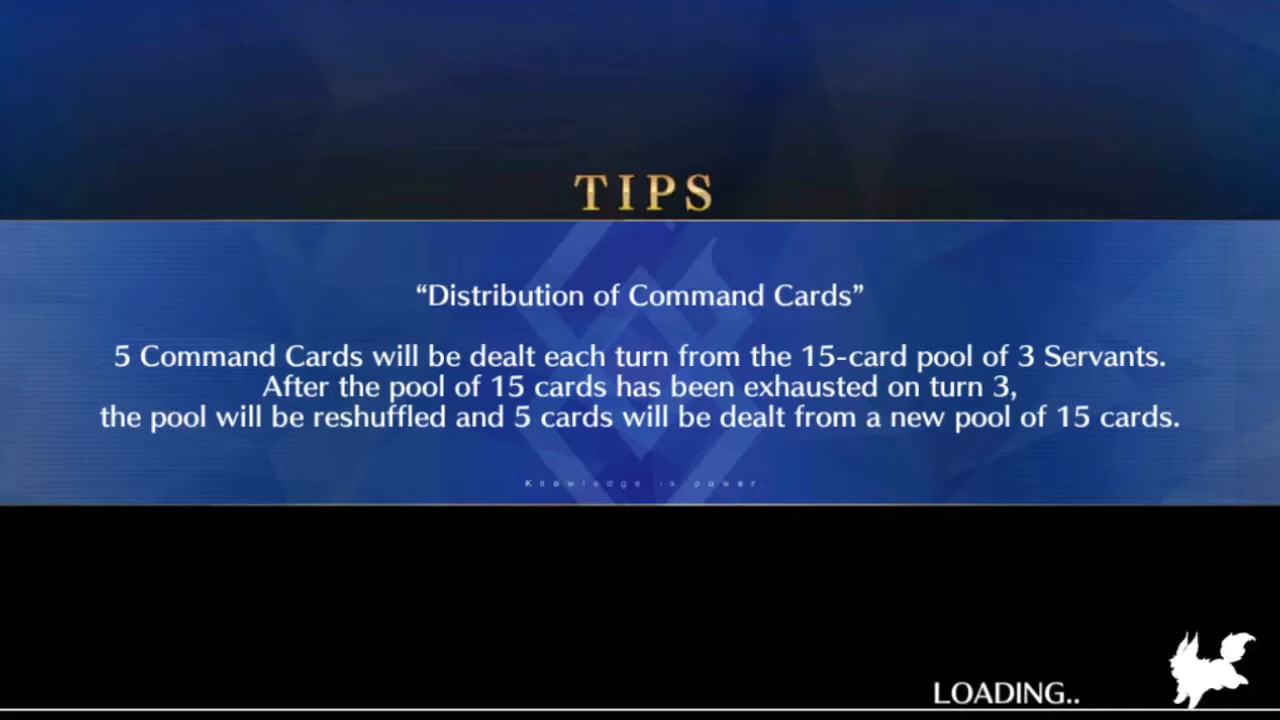 TIPS
“Distribution of Command Cards”
5 Command Cards will be dealt each turn from the 15-card pool of 3 Servants.
After the pool of 15 cards has been exhausted on turn 3,
the pool will be reshuffled and 5 cards will be dealt from a new pool of 15 cards.
Knowledge is power.
LOADING..